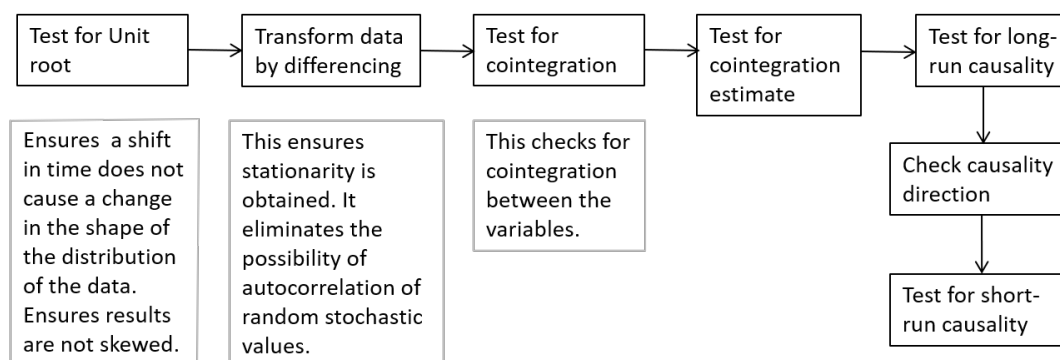 Test for Unit
root
Transform data
by differencing
Test for
cointegration
Test for
cointegration
estimate
Test for long-
run causality
Ensures  a shift
in time does not
cause a change
in the shape of
the distribution
of the data.
Ensures results
are not skewed.
This ensures
stationarity is
obtained. It
eliminates the
possibility of
autocorrelation of
random stochastic
values.
This checks for
cointegration
between the
variables.
Check causality
direction
Test for short-
run causality